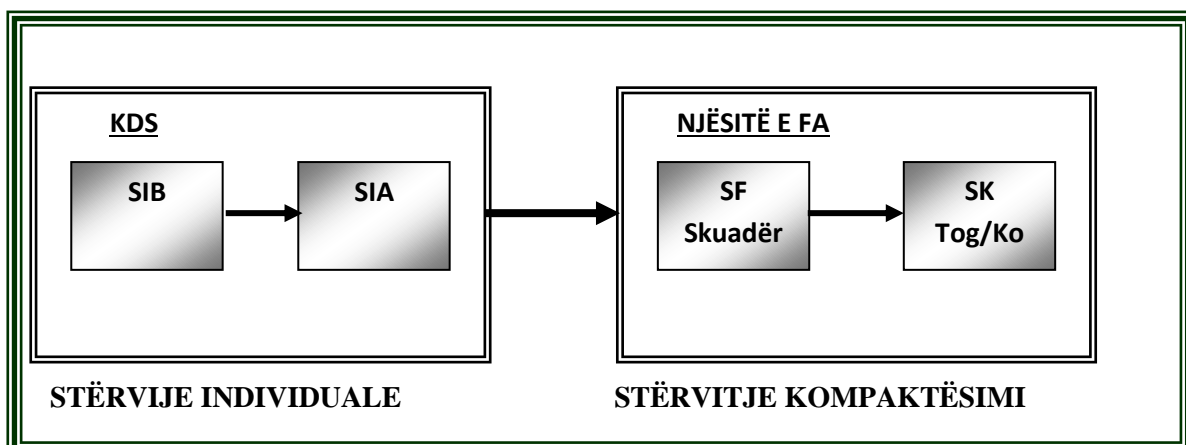 KDS
SIB
SIA
STËRVIJE INDIVIDUALE
NJËSITË E FA
SF
Skuadër
SK
Tog/Ko
STËRVITJE KOMPAKTËSIMI